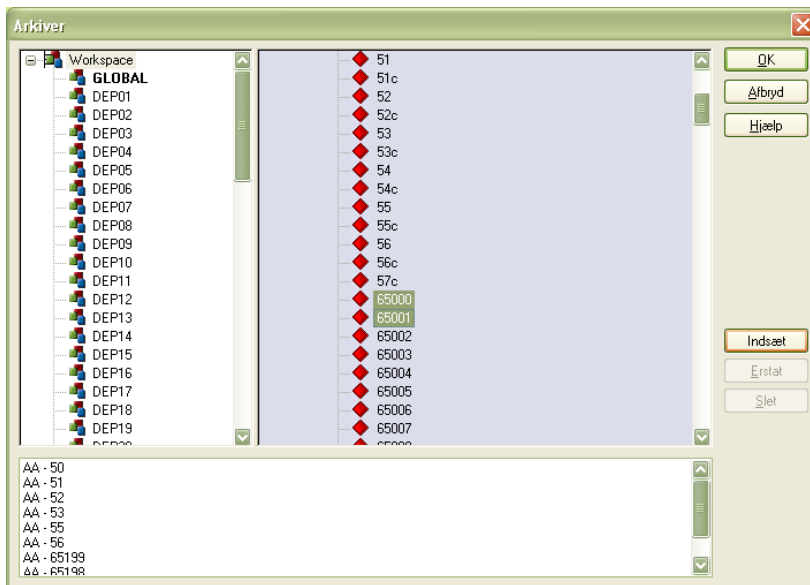 Arkiver
Workspace
GLOBAL
DEP01
DEP02
DEP03
DEP04
DEP05
DEP06
DEP07
DEP08
DEP09
DEP10
DEP11
DEP12
DEP13
DEP14
DEP15
DEP16
DEP17
DEP18
DEP19
51
51c
52
52c
53
53c
54
54c
55
55c
56
56c
57c
65000
65001
65002
65003
65004
65005
65006
65007
OK
Afbryd
Hjælp
Indsæt
Erstat
Slet
AA - 50
AA - 51
AA - 52
AA - 53
AA - 55
AA - 56
AA - 65199
AA - 65198